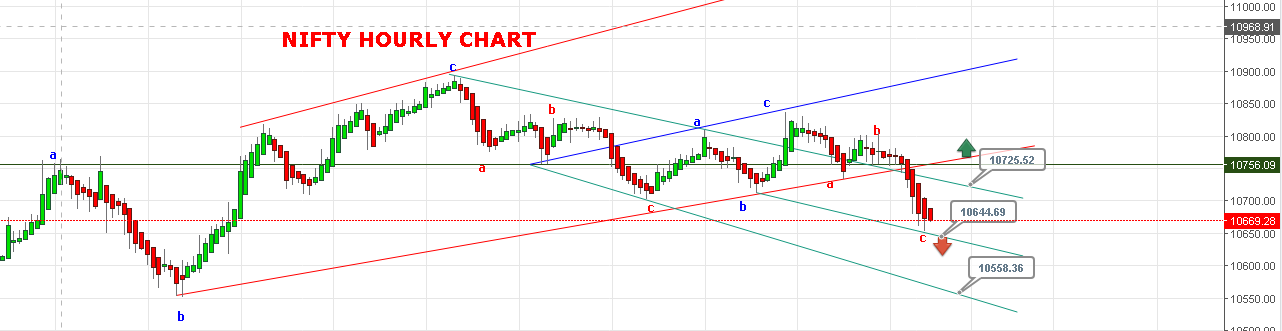 11000.00
10968.91
10950.00
NIFTY HOURLY CHART
c
10900.00
b
c
10850.00
a
b
a
10800.00
a
10725.52
10756.09
a
c
b
10700.00
10644.69
10669.28
c
10650.00
10558.36
10600.00
b
10550.00